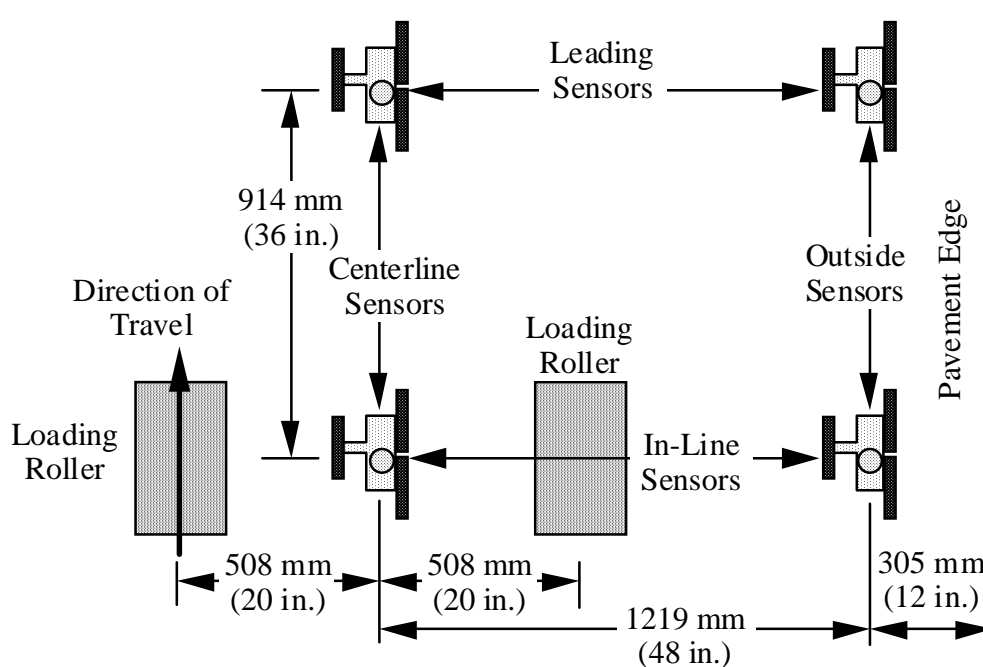 Leading
Sensors
914 mm
(36 in.)
Centerline
Sensors
Outside
Sensors
Pavement Edge
Direction of
Travel
Loading
Roller
Loading
Roller
In-Line
Sensors
508 mm
(20 in.)
508 mm
(20 in.)
305 mm
(12 in.)
1219 mm
(48 in.)